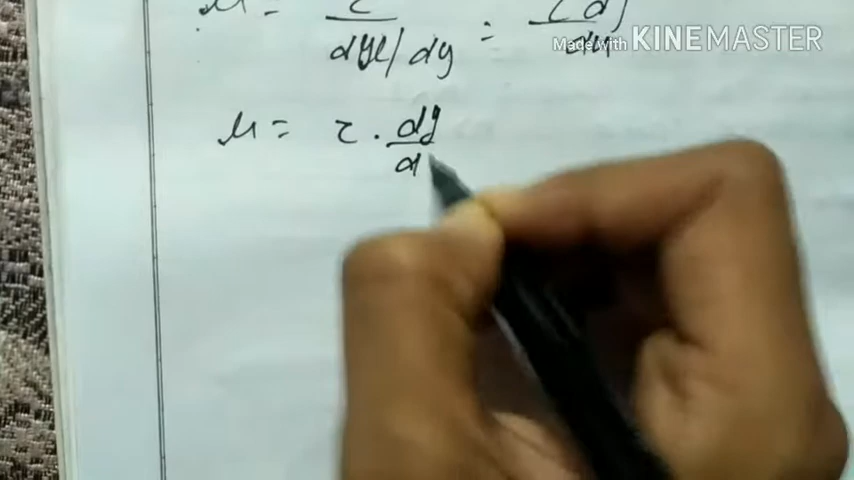 μ = τ / du/dy = τ dy / du
μ = τ . dy / d
Made with KINEMASTER